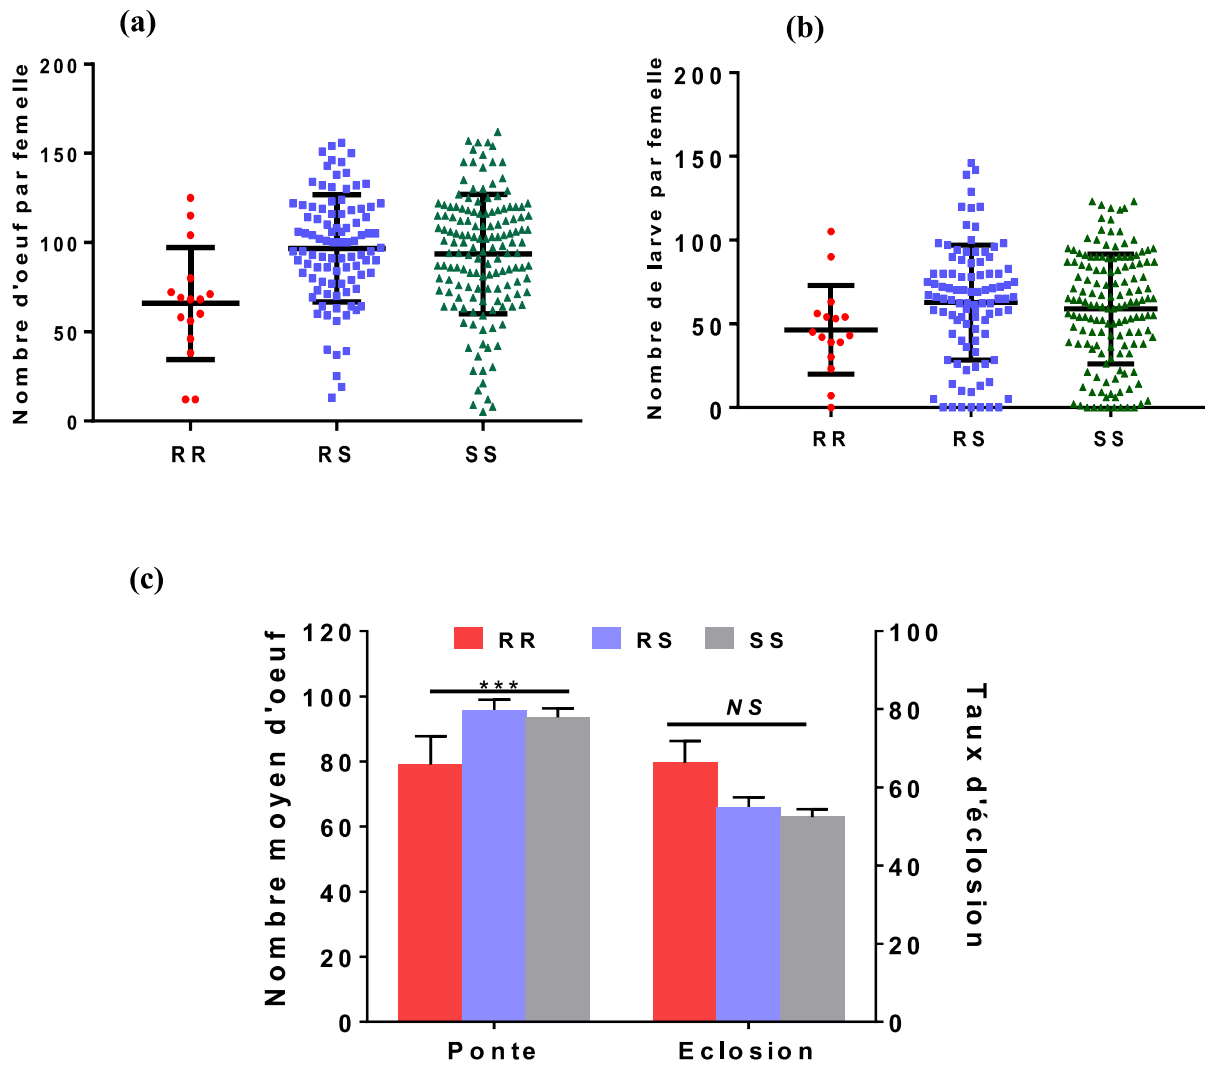 (a)
Nombre d'oeuf par femelle
200
150
100
50
0
RR RS SS
(b)
Nombre de larve par femelle
200
150
100
50
0
RR RS SS
(c)
Nombre moyen d'oeuf
120
100
80
60
40
20
0
RR RS SS
***
NS
Ponte Eclosion
100
80
60
40
20
0
Taux d'éclosion